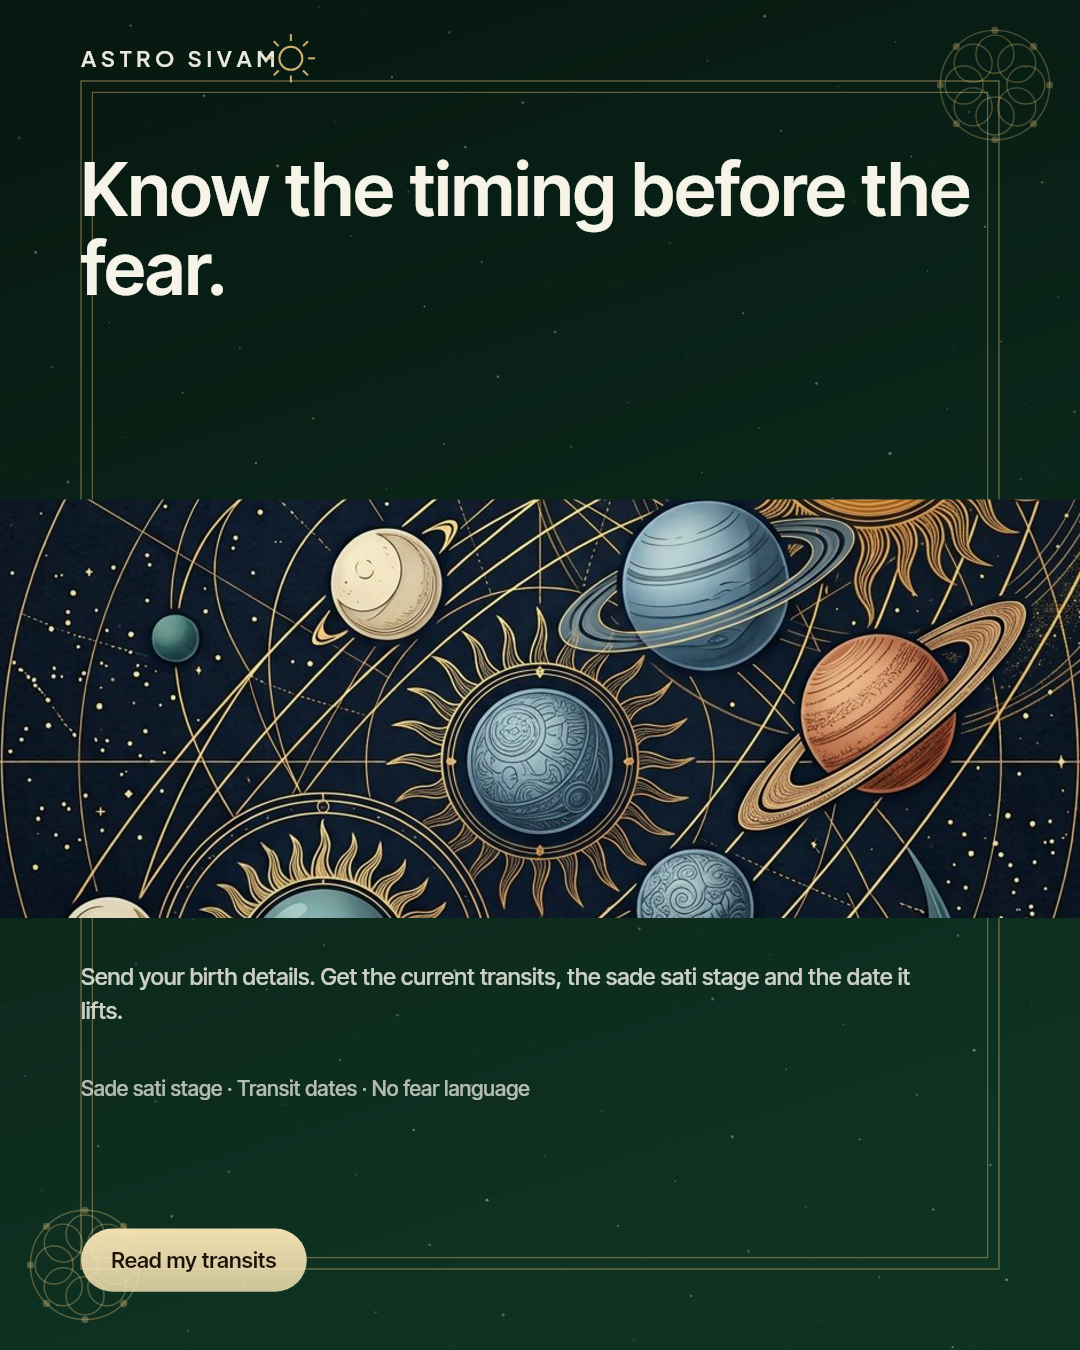 ASTRO SIVAM
Know the timing before the
fear.
Send your birth details. Get the current transits, the sade sati stage and the date it
lifts.
Sade sati stage · Transit dates · No fear language
Read my transits